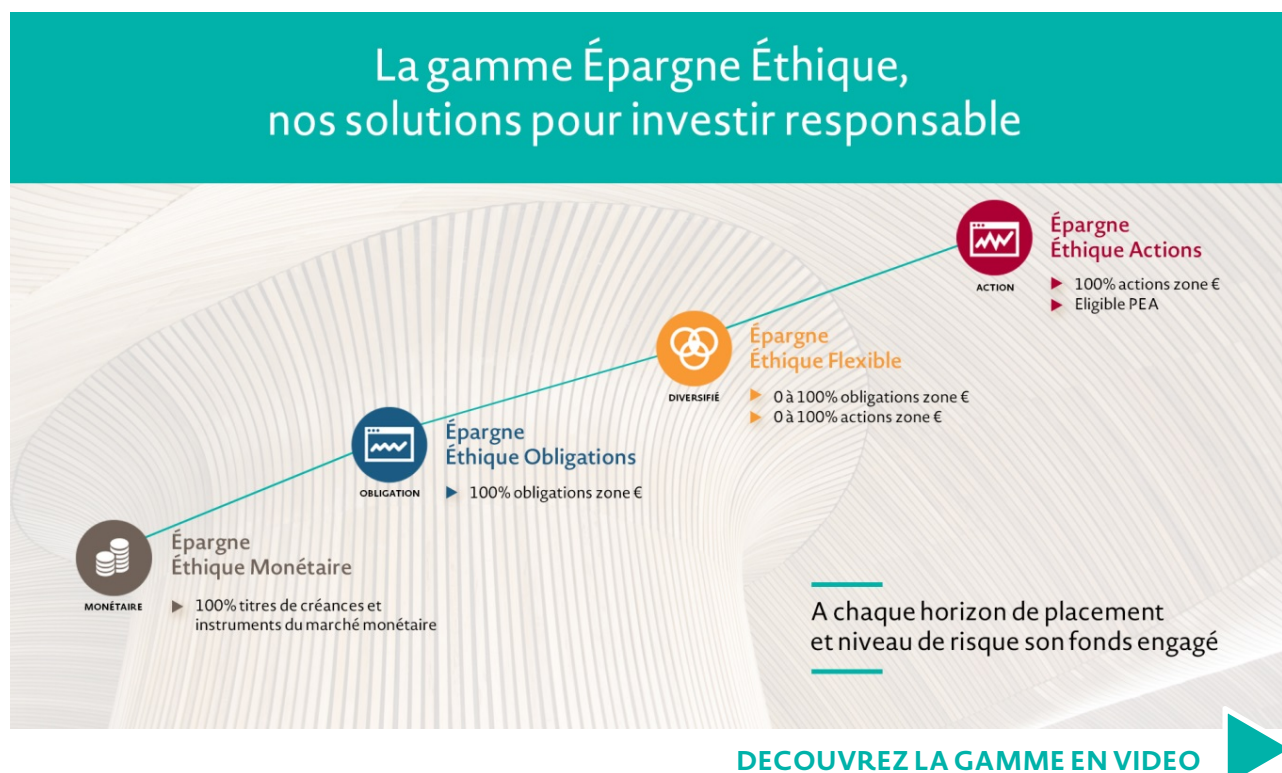 La gamme Épargne Éthique,
nos solutions pour investir responsable
Épargne
Éthique Actions
ACTION
► 100% actions zone €
► Eligible PEA
Épargne
Éthique Flexible
DIVERSIFIÉ
► 0 à 100% obligations zone €
► 0 à 100% actions zone €
Épargne
Éthique Obligations
OBLIGATION
► 100% obligations zone €
Épargne
Éthique Monétaire
MONÉTAIRE
► 100% titres de créances et
instruments du marché monétaire
A chaque horizon de placement
et niveau de risque son fonds engagé
DECOUVREZ LA GAMME EN VIDEO